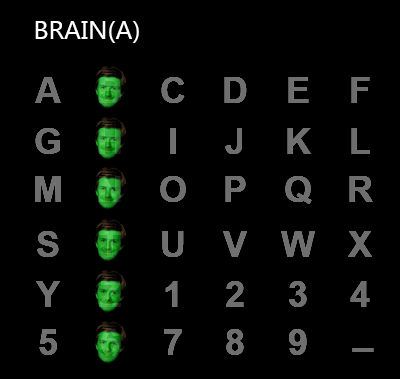 BRAIN(A)
A C D E F
G I J K L
M O P Q R
S U V W X
Y 1 2 3 4
5 7 8 9 _